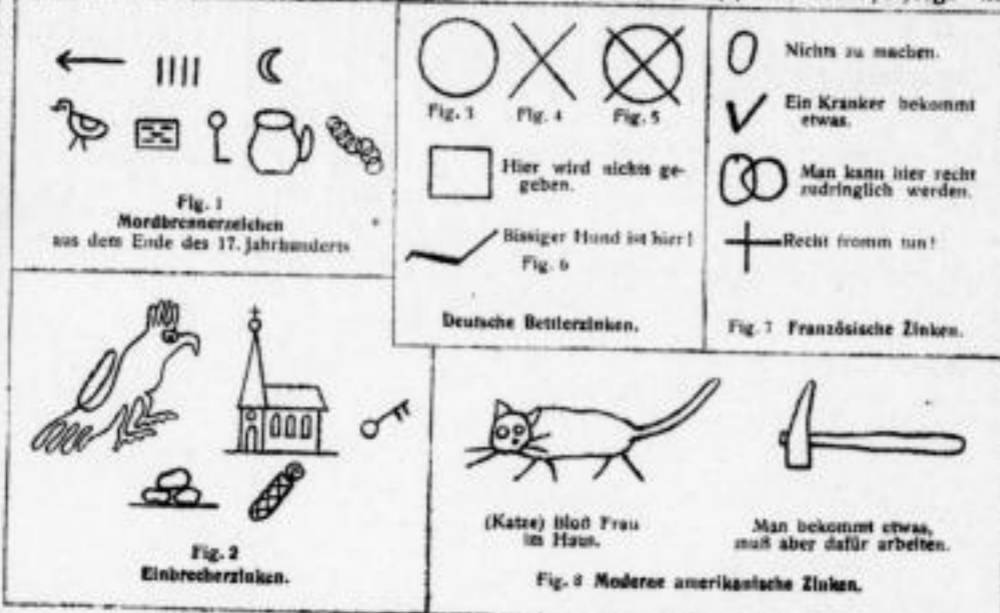 Fig. 1
Mordbrennerzeichen
aus dem Ende des 17. Jahrhunderts
Fig. 3
Fig. 4
Fig. 5
Hier wird nichts ge-
geben.
Bissiger Hund ist hier!
Fig. 6
Deutsche Bettlerzinken.
Nichts zu machen.
Ein Kranker bekommt
etwas.
Man kann hier recht
zudringlich werden.
Recht fromm tun!
Fig. 7 Französische Zinken.
Fig. 2
Einbrecherzinken.
(Katze) Bloß Frau
im Haus.
Man bekommt etwas,
muß aber dafür arbeiten.
Fig. 8 Moderne amerikanische Zinken.